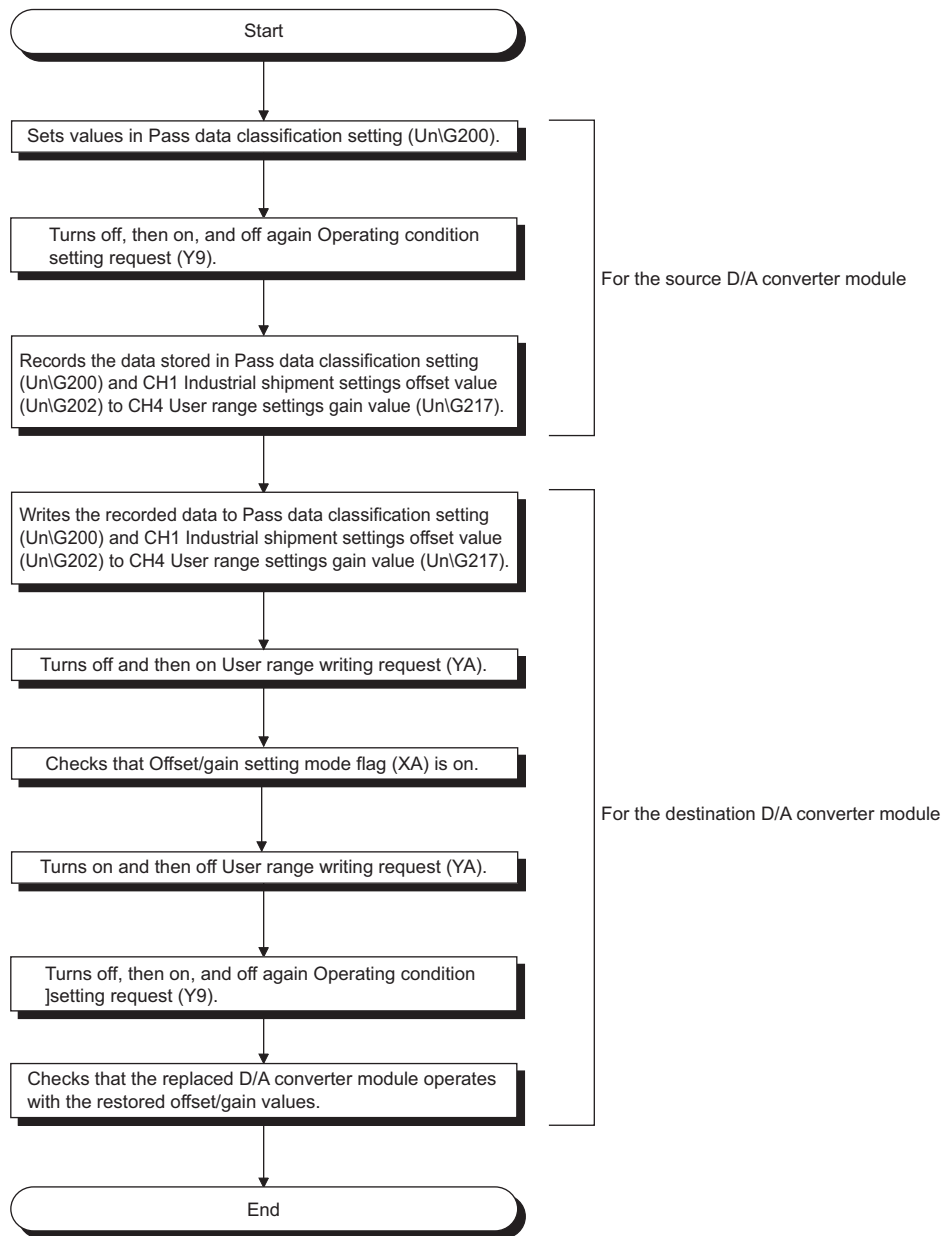 Start
Sets values in Pass data classification setting (Un\G200).
Turns off, then on, and off again Operating condition
setting request (Y9).
For the source D/A converter module
Records the data stored in Pass data classification setting
(Un\G200) and CH1 Industrial shipment settings offset value
(Un\G202) to CH4 User range settings gain value (Un\G217).
Writes the recorded data to Pass data classification setting
(Un\G200) and CH1 Industrial shipment settings offset value
(Un\G202) to CH4 User range settings gain value (Un\G217).
Turns off and then on User range writing request (YA).
Checks that Offset/gain setting mode flag (XA) is on.
For the destination D/A converter module
Turns on and then off User range writing request (YA).
Turns off, then on, and off again Operating condition
]setting request (Y9).
Checks that the replaced D/A converter module operates
with the restored offset/gain values.
End